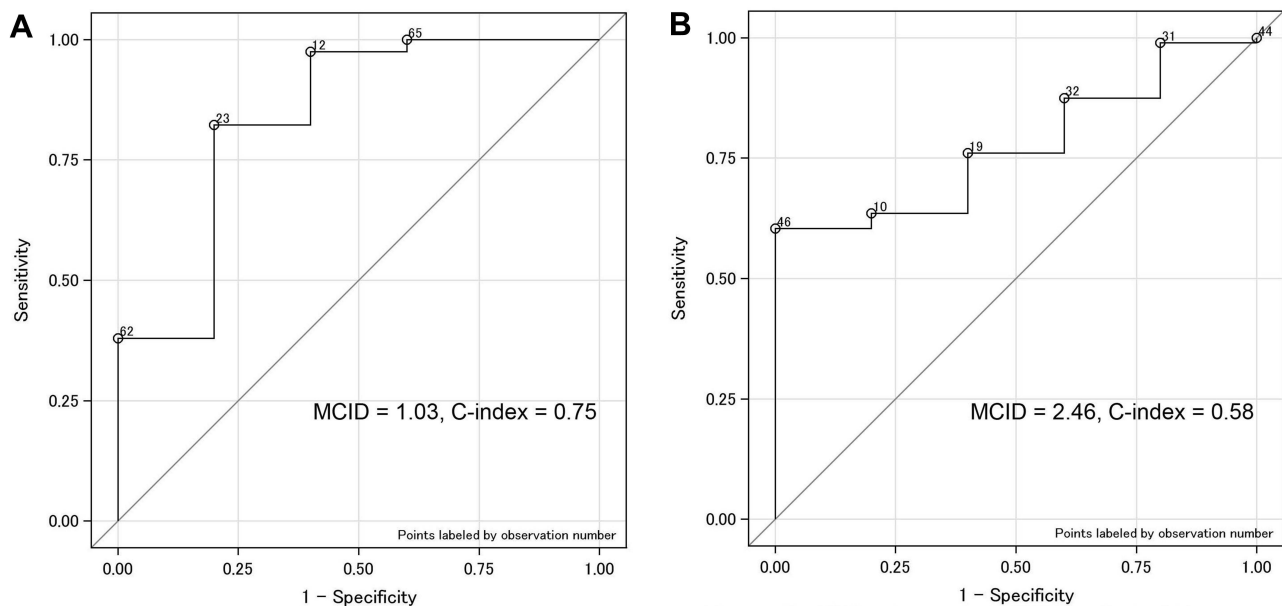 A
1.00
0.75
0.50
0.25
0.00
Sensitivity
62
23
12
65
MCID = 1.03, C-index = 0.75
Points labeled by observation number
0.00 0.25 0.50 0.75 1.00
1 − Specificity
B
1.00
0.75
0.50
0.25
0.00
Sensitivity
46
10
19
32
31
44
MCID = 2.46, C-index = 0.58
Points labeled by observation number
0.00 0.25 0.50 0.75 1.00
1 − Specificity